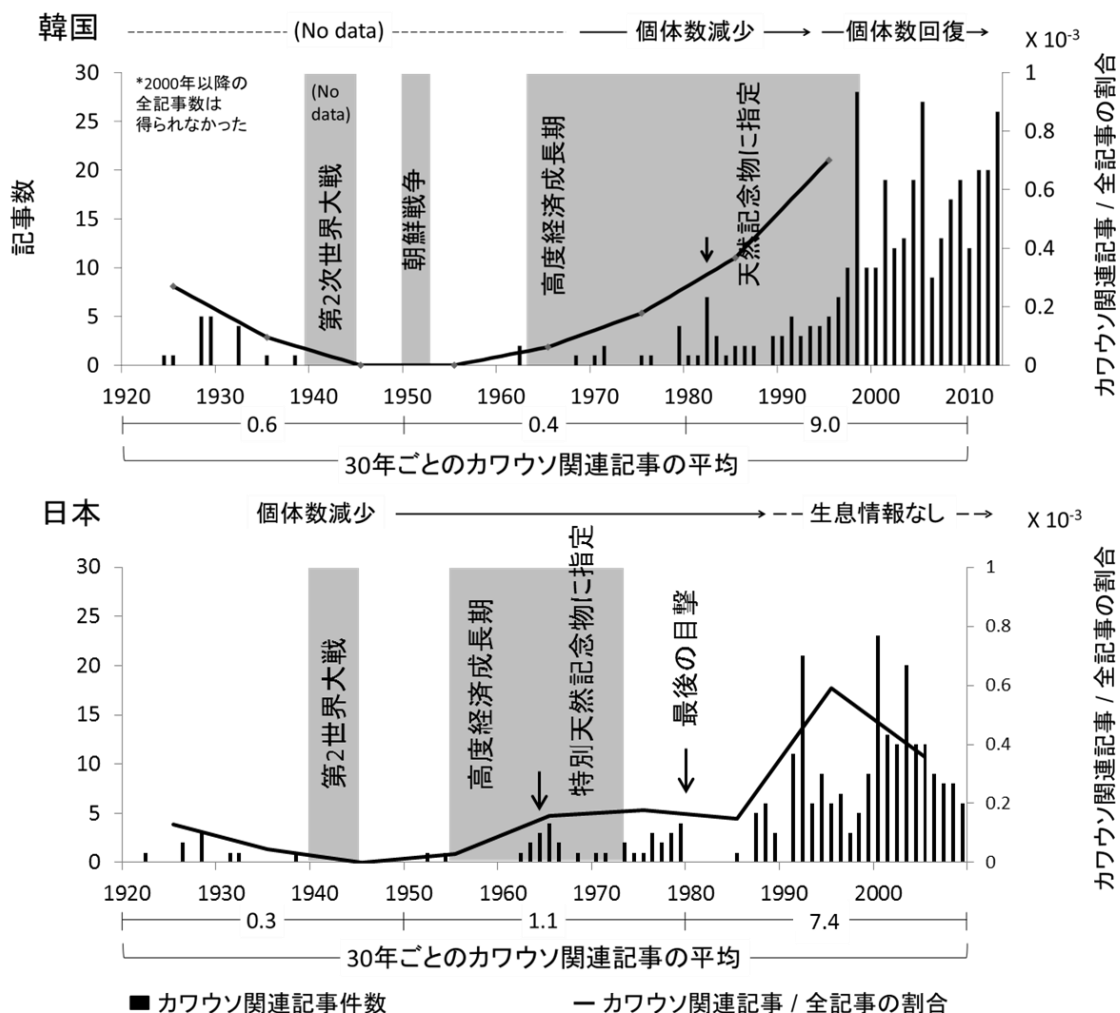 韓国
(No data)
個体数減少
個体数回復
X 10-3
30
25
20
15
10
5
0
記事数
*2000年以降の
全記事数は
得られなかった
(No
data)
第2次世界大戦
朝鮮戦争
高度経済成長期
天然記念物に指定
1
0.8
0.6
0.4
0.2
0
カワウソ関連記事 / 全記事の割合
1920 1930 1940 1950 1960 1970 1980 1990 2000 2010
0.6 0.4 9.0
30年ごとのカワウソ関連記事の平均
日本
個体数減少
生息情報なし
X 10-3
30
25
20
15
10
5
0
第2世界大戦
高度経済成長期
特別天然記念物に指定
最後の目撃
1
0.8
0.6
0.4
0.2
0
カワウソ関連記事 / 全記事の割合
1920 1930 1940 1950 1960 1970 1980 1990 2000
0.3 1.1 7.4
30年ごとのカワウソ関連記事の平均
カワウソ関連記事件数
カワウソ関連記事 / 全記事の割合